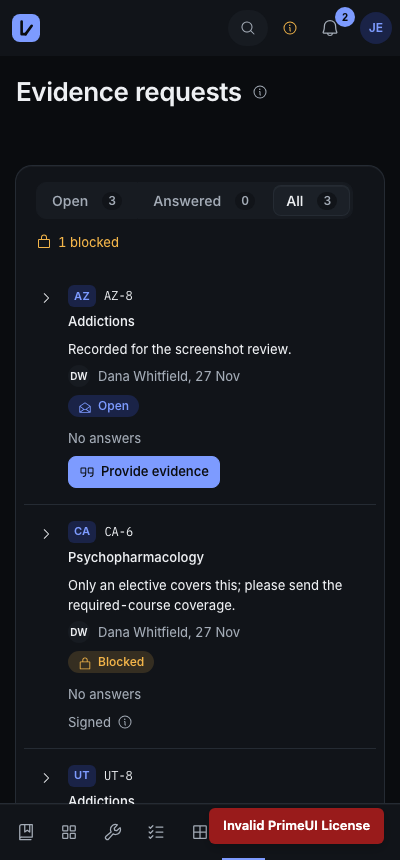 2
JE
Evidence requests
Open 3 Answered 0 All 3
1 blocked
AZ AZ-8
Addictions
Recorded for the screenshot review.
DW Dana Whitfield, 27 Nov
Open
No answers
Provide evidence
CA CA-6
Psychopharmacology
Only an elective covers this; please send the
required-course coverage.
DW Dana Whitfield, 27 Nov
Blocked
No answers
Signed
UT UT-8
Addictions
Invalid PrimeUI License